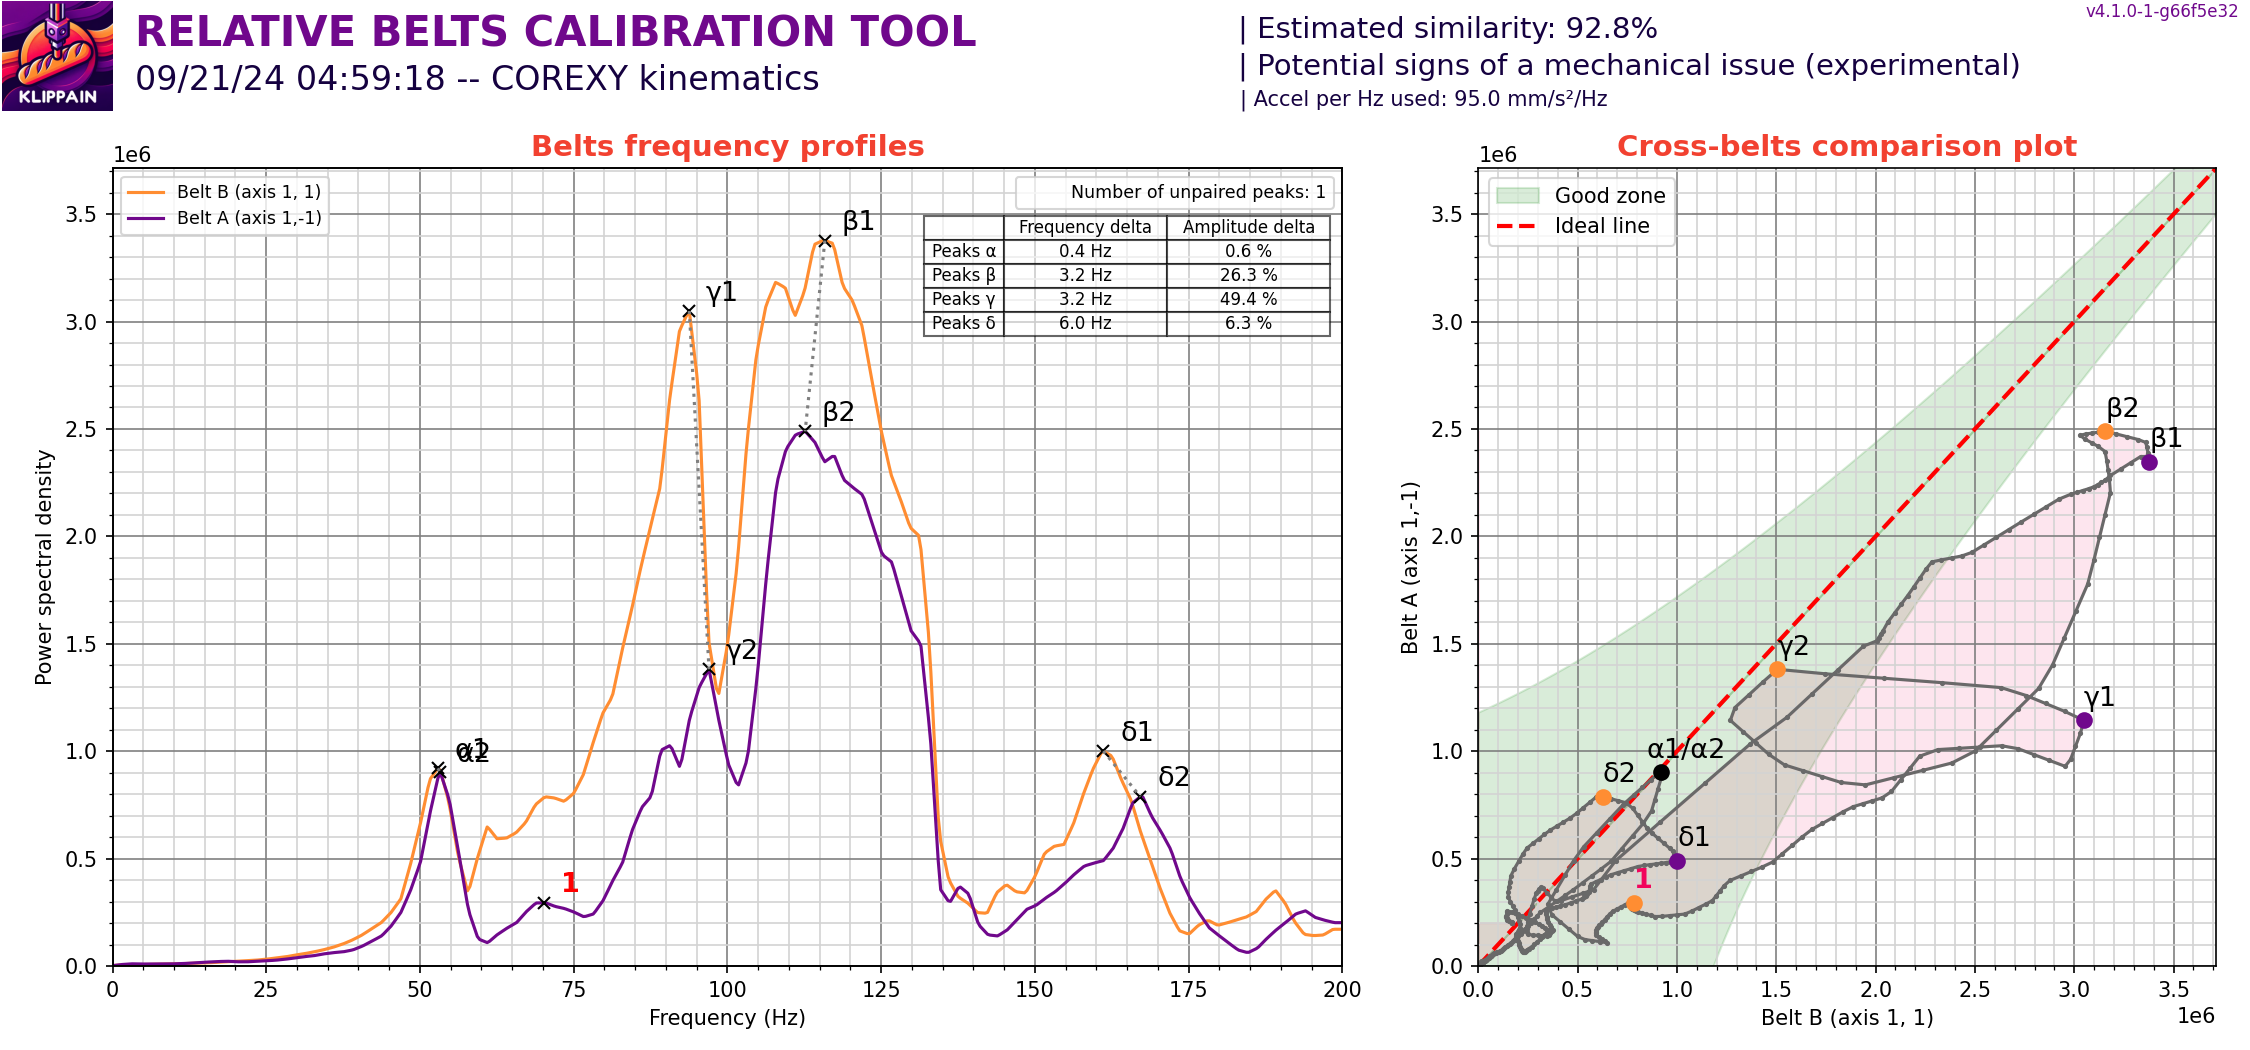 v4.1.0-1-g66f5e32
KLIPPAIN
RELATIVE BELTS CALIBRATION TOOL
09/21/24 04:59:18 -- COREXY kinematics
| Estimated similarity: 92.8%
| Potential signs of a mechanical issue (experimental)
| Accel per Hz used: 95.0 mm/s²/Hz
Belts frequency profiles
1e6
Belt B (axis 1, 1)
Belt A (axis 1,-1)
Number of unpaired peaks: 1
Frequency delta Amplitude delta
Peaks α 0.4 Hz 0.6 %
Peaks β 3.2 Hz 26.3 %
Peaks γ 3.2 Hz 49.4 %
Peaks δ 6.0 Hz 6.3 %
β1
γ1
β2
γ2
δ1
α1
α2
δ2
1
3.5
3.0
2.5
2.0
1.5
1.0
0.5
0.0
Power spectral density
0 25 50 75 100 125 150 175 200
Frequency (Hz)
Cross-belts comparison plot
1e6
Good zone
Ideal line
β2
β1
γ2
γ1
α1/α2
δ2
δ1
1
3.5
3.0
2.5
2.0
1.5
1.0
0.5
0.0
Belt A (axis 1,-1)
0.0 0.5 1.0 1.5 2.0 2.5 3.0 3.5
Belt B (axis 1, 1)
1e6